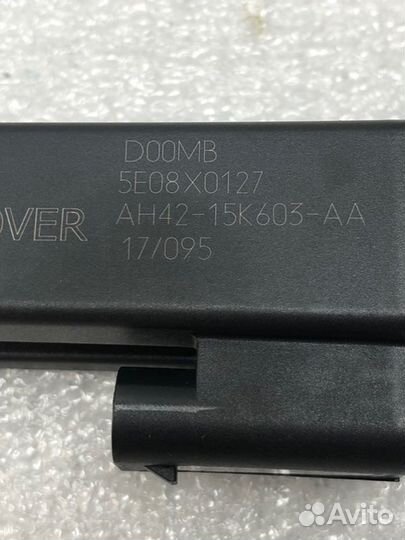 D00MB
5E08X0127
OVER AH42-15K603-AA
17/095
Avito